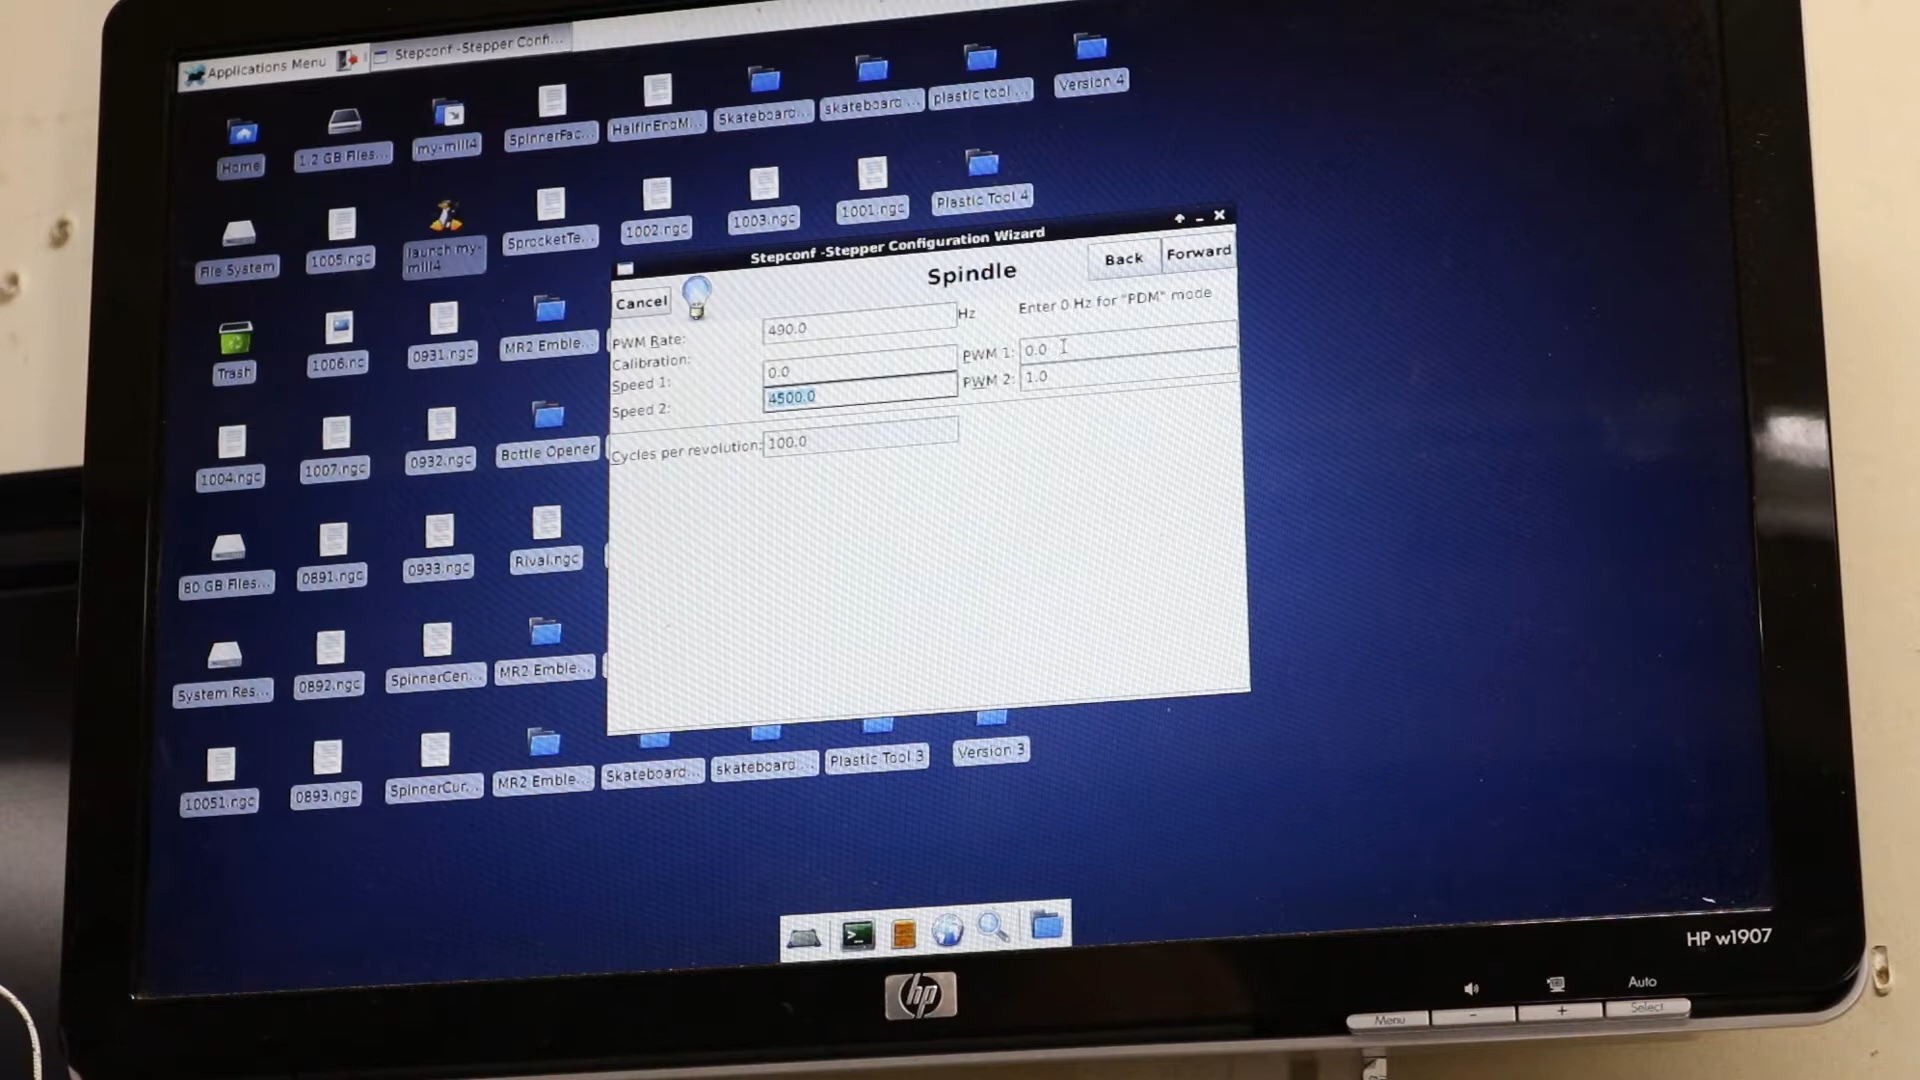 Applications Menu
Stepconf -Stepper Confi...
Home
1.2 GB Files...
my-mill4
SpinnerFac...
HalfInEndM...
Skateboard...
skateboard ...
plastic tool ...
Version 4
File System
1005.ngc
launch my-
mill4
SprocketTe...
1002.ngc
1003.ngc
1001.ngc
Plastic Tool 4
Trash
1006.nc
0931.ngc
MR2 Emble...
1004.ngc
1007.ngc
0932.ngc
Bottle Opener
80 GB Files...
0891.ngc
0933.ngc
Rival.ngc
System Res...
0892.ngc
SpinnerCen...
MR2 Emble...
10051.ngc
0893.ngc
SpinnerCur...
MR2 Emble...
Skateboard...
skateboard ...
Plastic Tool 3
Version 3
Stepconf -Stepper Configuration Wizard
Cancel
Spindle
Back
Forward
PWM Rate:
490.0
Hz
Enter 0 Hz for "PDM" mode
Calibration:
Speed 1:
0.0
PWM 1:
0.0
Speed 2:
4500.0
PWM 2:
1.0
Cycles per revolution:
100.0
HP w1907
hp
Auto
Menu
-
+
Select